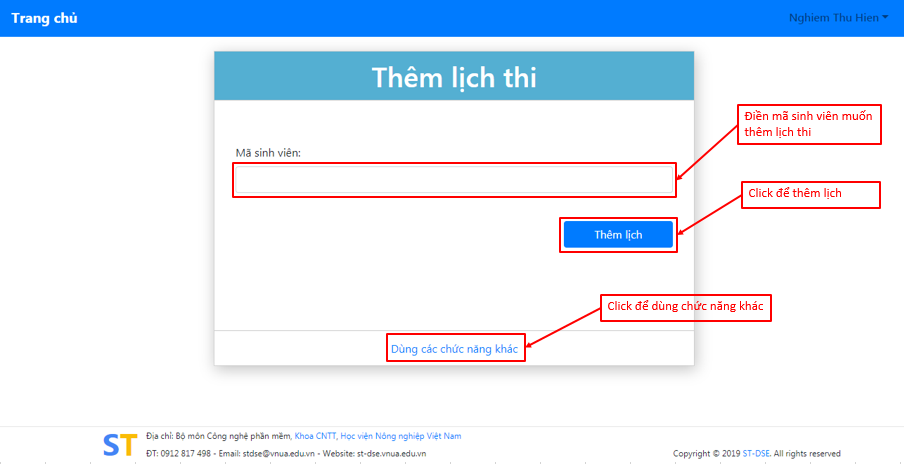 Trang chủ
Nghiem Thu Hien
Thêm lịch thi
Điền mã sinh viên muốn
thêm lịch thi
Mã sinh viên:
Click để thêm lịch
Thêm lịch
Click để dùng chức năng khác
Dùng các chức năng khác
ST
Địa chỉ: Bộ môn Công nghệ phần mềm, Khoa CNTT, Học viện Nông nghiệp Việt Nam
ĐT: 0912 817 498 - Email: stdse@vnua.edu.vn - Website: st-dse.vnua.edu.vn
Copyright © 2019 ST-DSE. All rights reserved